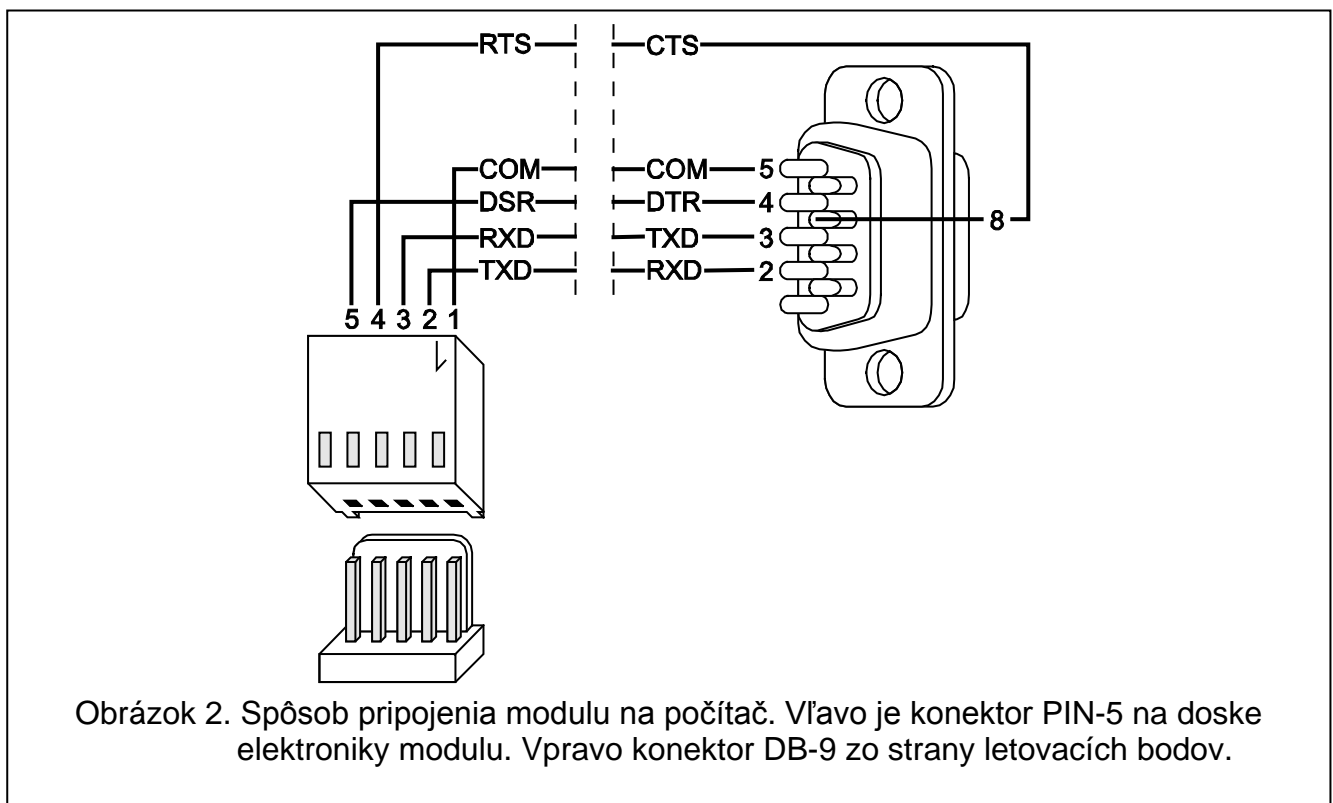 RTS CTS
COM COM 5
DSR DTR 4
8
RXD TXD 3
TXD RXD 2
5 4 3 2 1
Obrázok 2. Spôsob pripojenia modulu na počítač. Vľavo je konektor PIN-5 na doske
elektroniky modulu. Vpravo konektor DB-9 zo strany letovacích bodov.